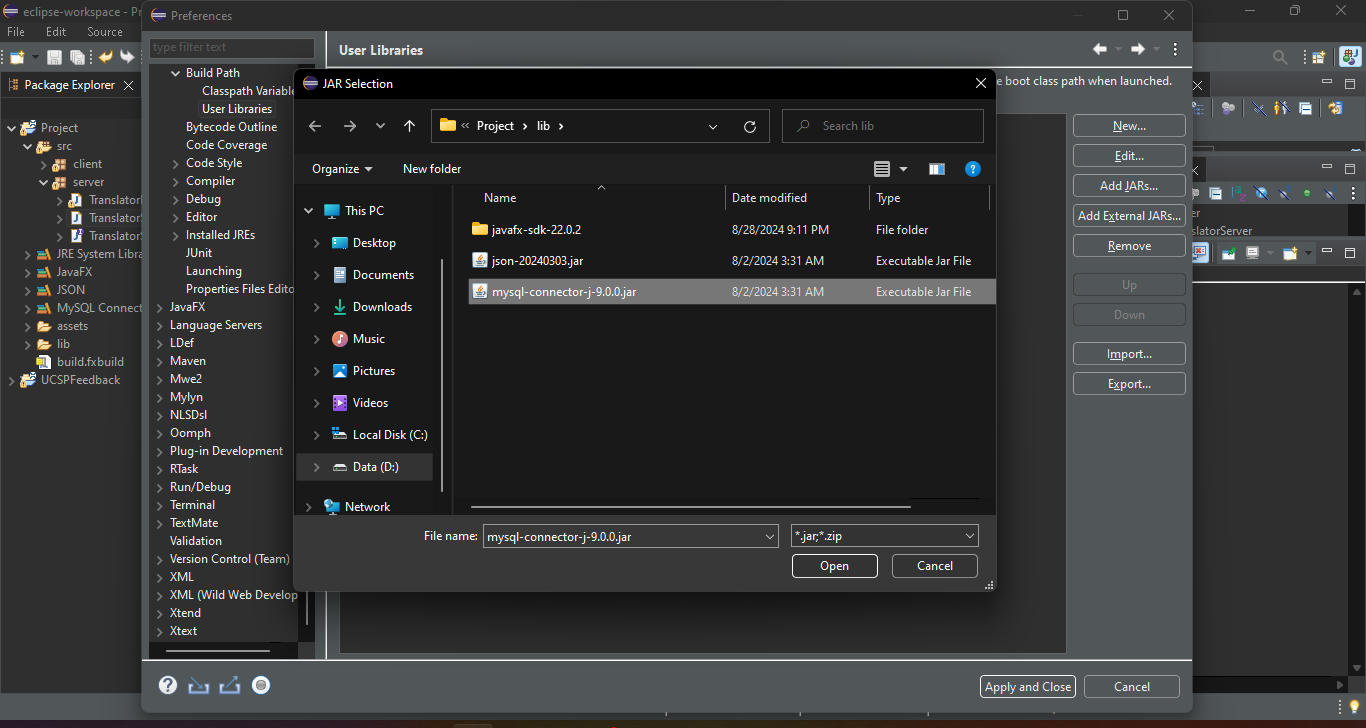 eclipse-workspace - Pr
Preferences
File Edit Source
type filter text
User Libraries
Package Explorer
Project
src
client
server
Translator
Translator
Translator
JRE System Libra
JavaFX
JSON
MySQL Connect
assets
lib
build.fxbuild
UCSPFeedback
Build Path
Classpath Variable
User Libraries
Bytecode Outline
Code Coverage
Code Style
Compiler
Debug
Editor
Installed JREs
JUnit
Launching
Properties Files Edito
JavaFX
Language Servers
LDef
Maven
Mwe2
Mylyn
NLSDsl
Oomph
Plug-in Development
RTask
Run/Debug
Terminal
TextMate
Validation
Version Control (Team)
XML
XML (Wild Web Develop
Xtend
Xtext
e boot class path when launched.
JAR Selection
« Project › lib ›
Search lib
Organize New folder
This PC
Desktop
Documents
Downloads
Music
Pictures
Videos
Local Disk (C:)
Data (D:)
Network
Name Date modified Type
javafx-sdk-22.0.2 8/28/2024 9:11 PM File folder
json-20240303.jar 8/2/2024 3:31 AM Executable Jar File
mysql-connector-j-9.0.0.jar 8/2/2024 3:31 AM Executable Jar File
File name: mysql-connector-j-9.0.0.jar *.jar;*.zip
Open Cancel
New...
Edit...
Add JARs...
Add External JARs...
Remove
Up
Down
Import...
Export...
er
slatorServer
Apply and Close Cancel